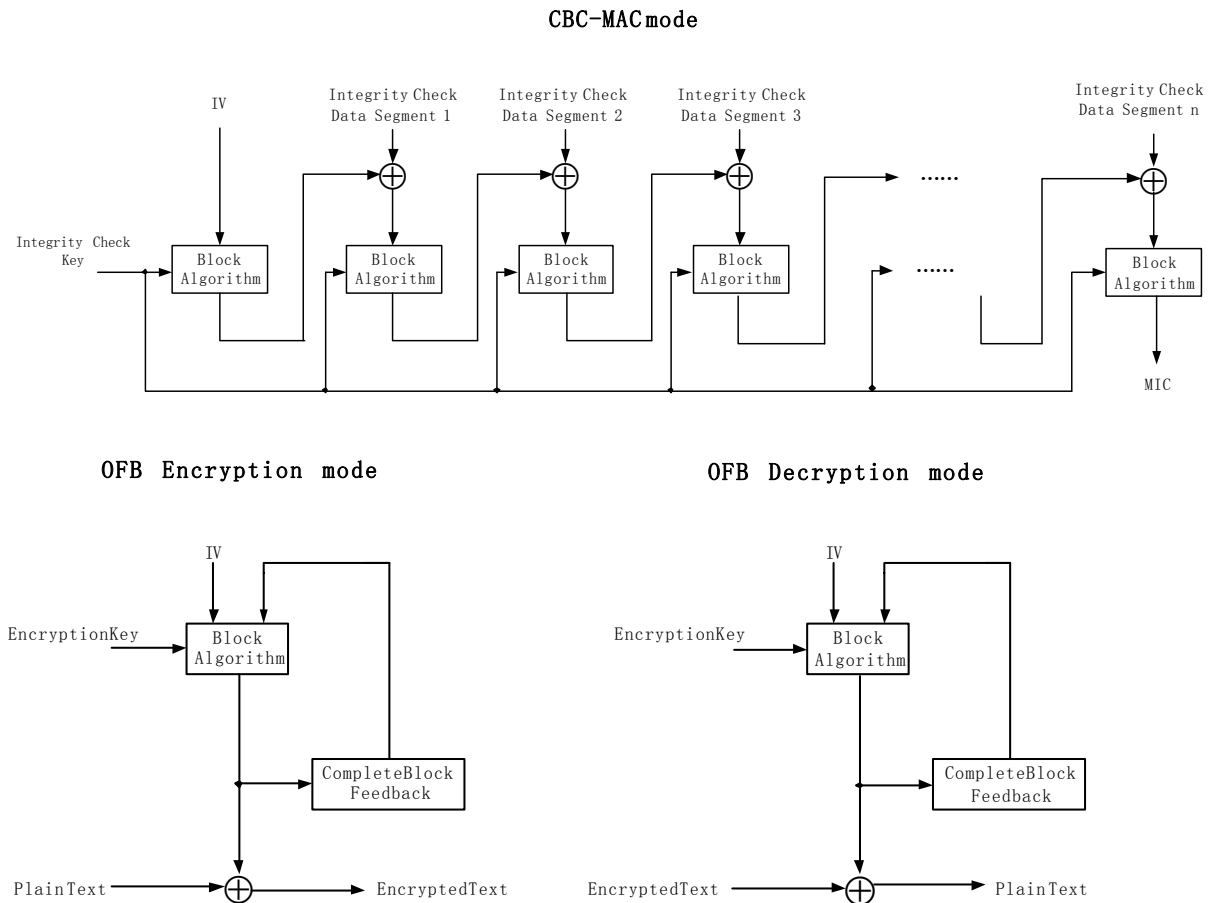 CBC-MAC mode
IV
Integrity Check
Data Segment 1
Integrity Check
Data Segment 2
Integrity Check
Data Segment 3
Integrity Check
Data Segment n
......
Integrity Check
Key
Block
Algorithm
Block
Algorithm
Block
Algorithm
Block
Algorithm
......
Block
Algorithm
MIC
OFB Encryption mode
IV
EncryptionKey
Block
Algorithm
CompleteBlock
Feedback
PlainText
EncryptedText
OFB Decryption mode
IV
EncryptionKey
Block
Algorithm
CompleteBlock
Feedback
EncryptedText
PlainText